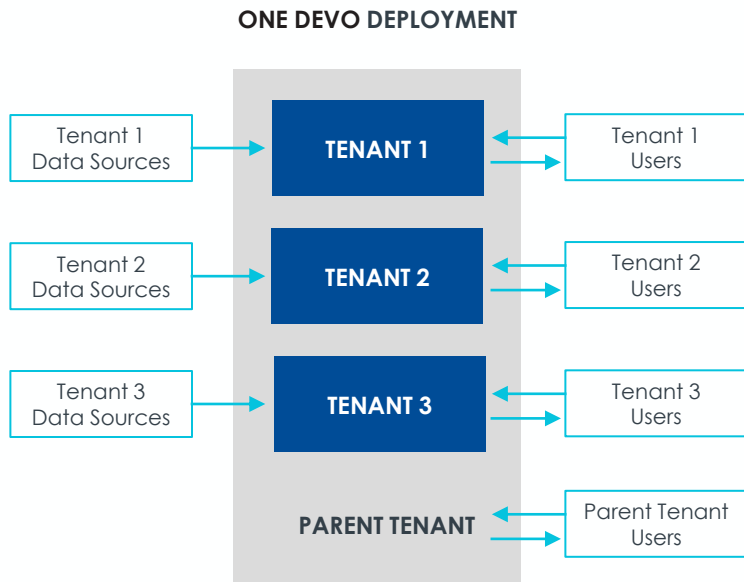 ONE DEVO DEPLOYMENT
Tenant 1
Data Sources
TENANT 1
Tenant 1
Users
Tenant 2
Data Sources
TENANT 2
Tenant 2
Users
Tenant 3
Data Sources
TENANT 3
Tenant 3
Users
PARENT TENANT
Parent Tenant
Users